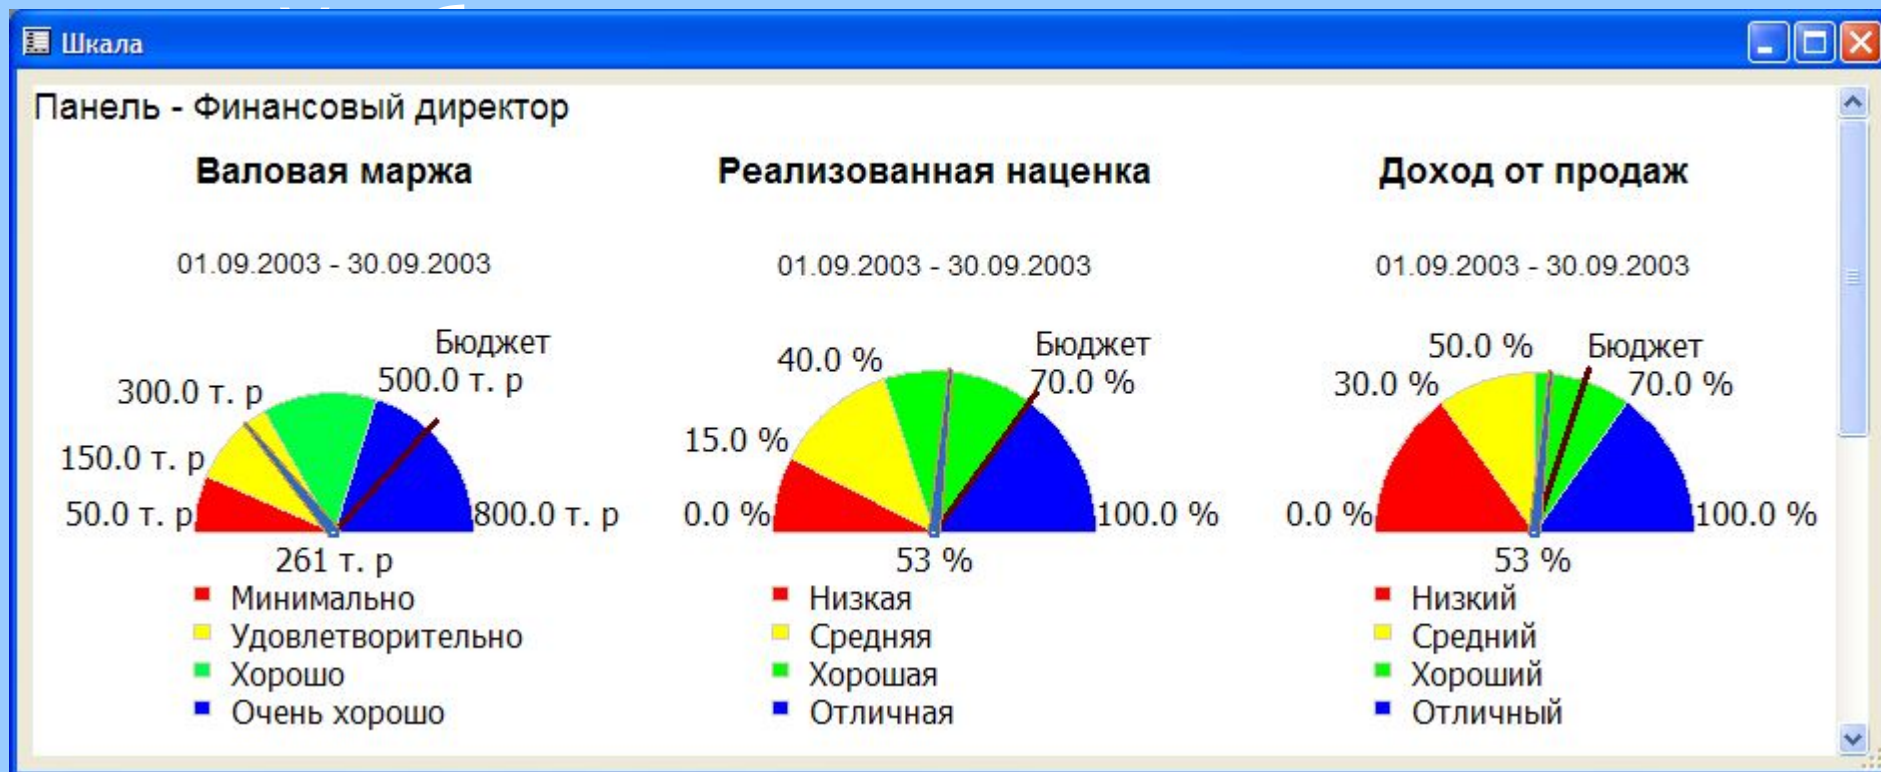 Шкала
Панель - Финансовый директор
Валовая маржа
01.09.2003 - 30.09.2003
Бюджет
300.0 т. р
500.0 т. р
150.0 т. р
50.0 т. р
800.0 т. р
261 т. р
Минимально
Удовлетворительно
Хорошо
Очень хорошо
Реализованная наценка
01.09.2003 - 30.09.2003
Бюджет
40.0 %
70.0 %
15.0 %
0.0 %
100.0 %
53 %
Низкая
Средняя
Хорошая
Отличная
Доход от продаж
01.09.2003 - 30.09.2003
50.0 %
Бюджет
30.0 %
70.0 %
0.0 %
100.0 %
53 %
Низкий
Средний
Хороший
Отличный